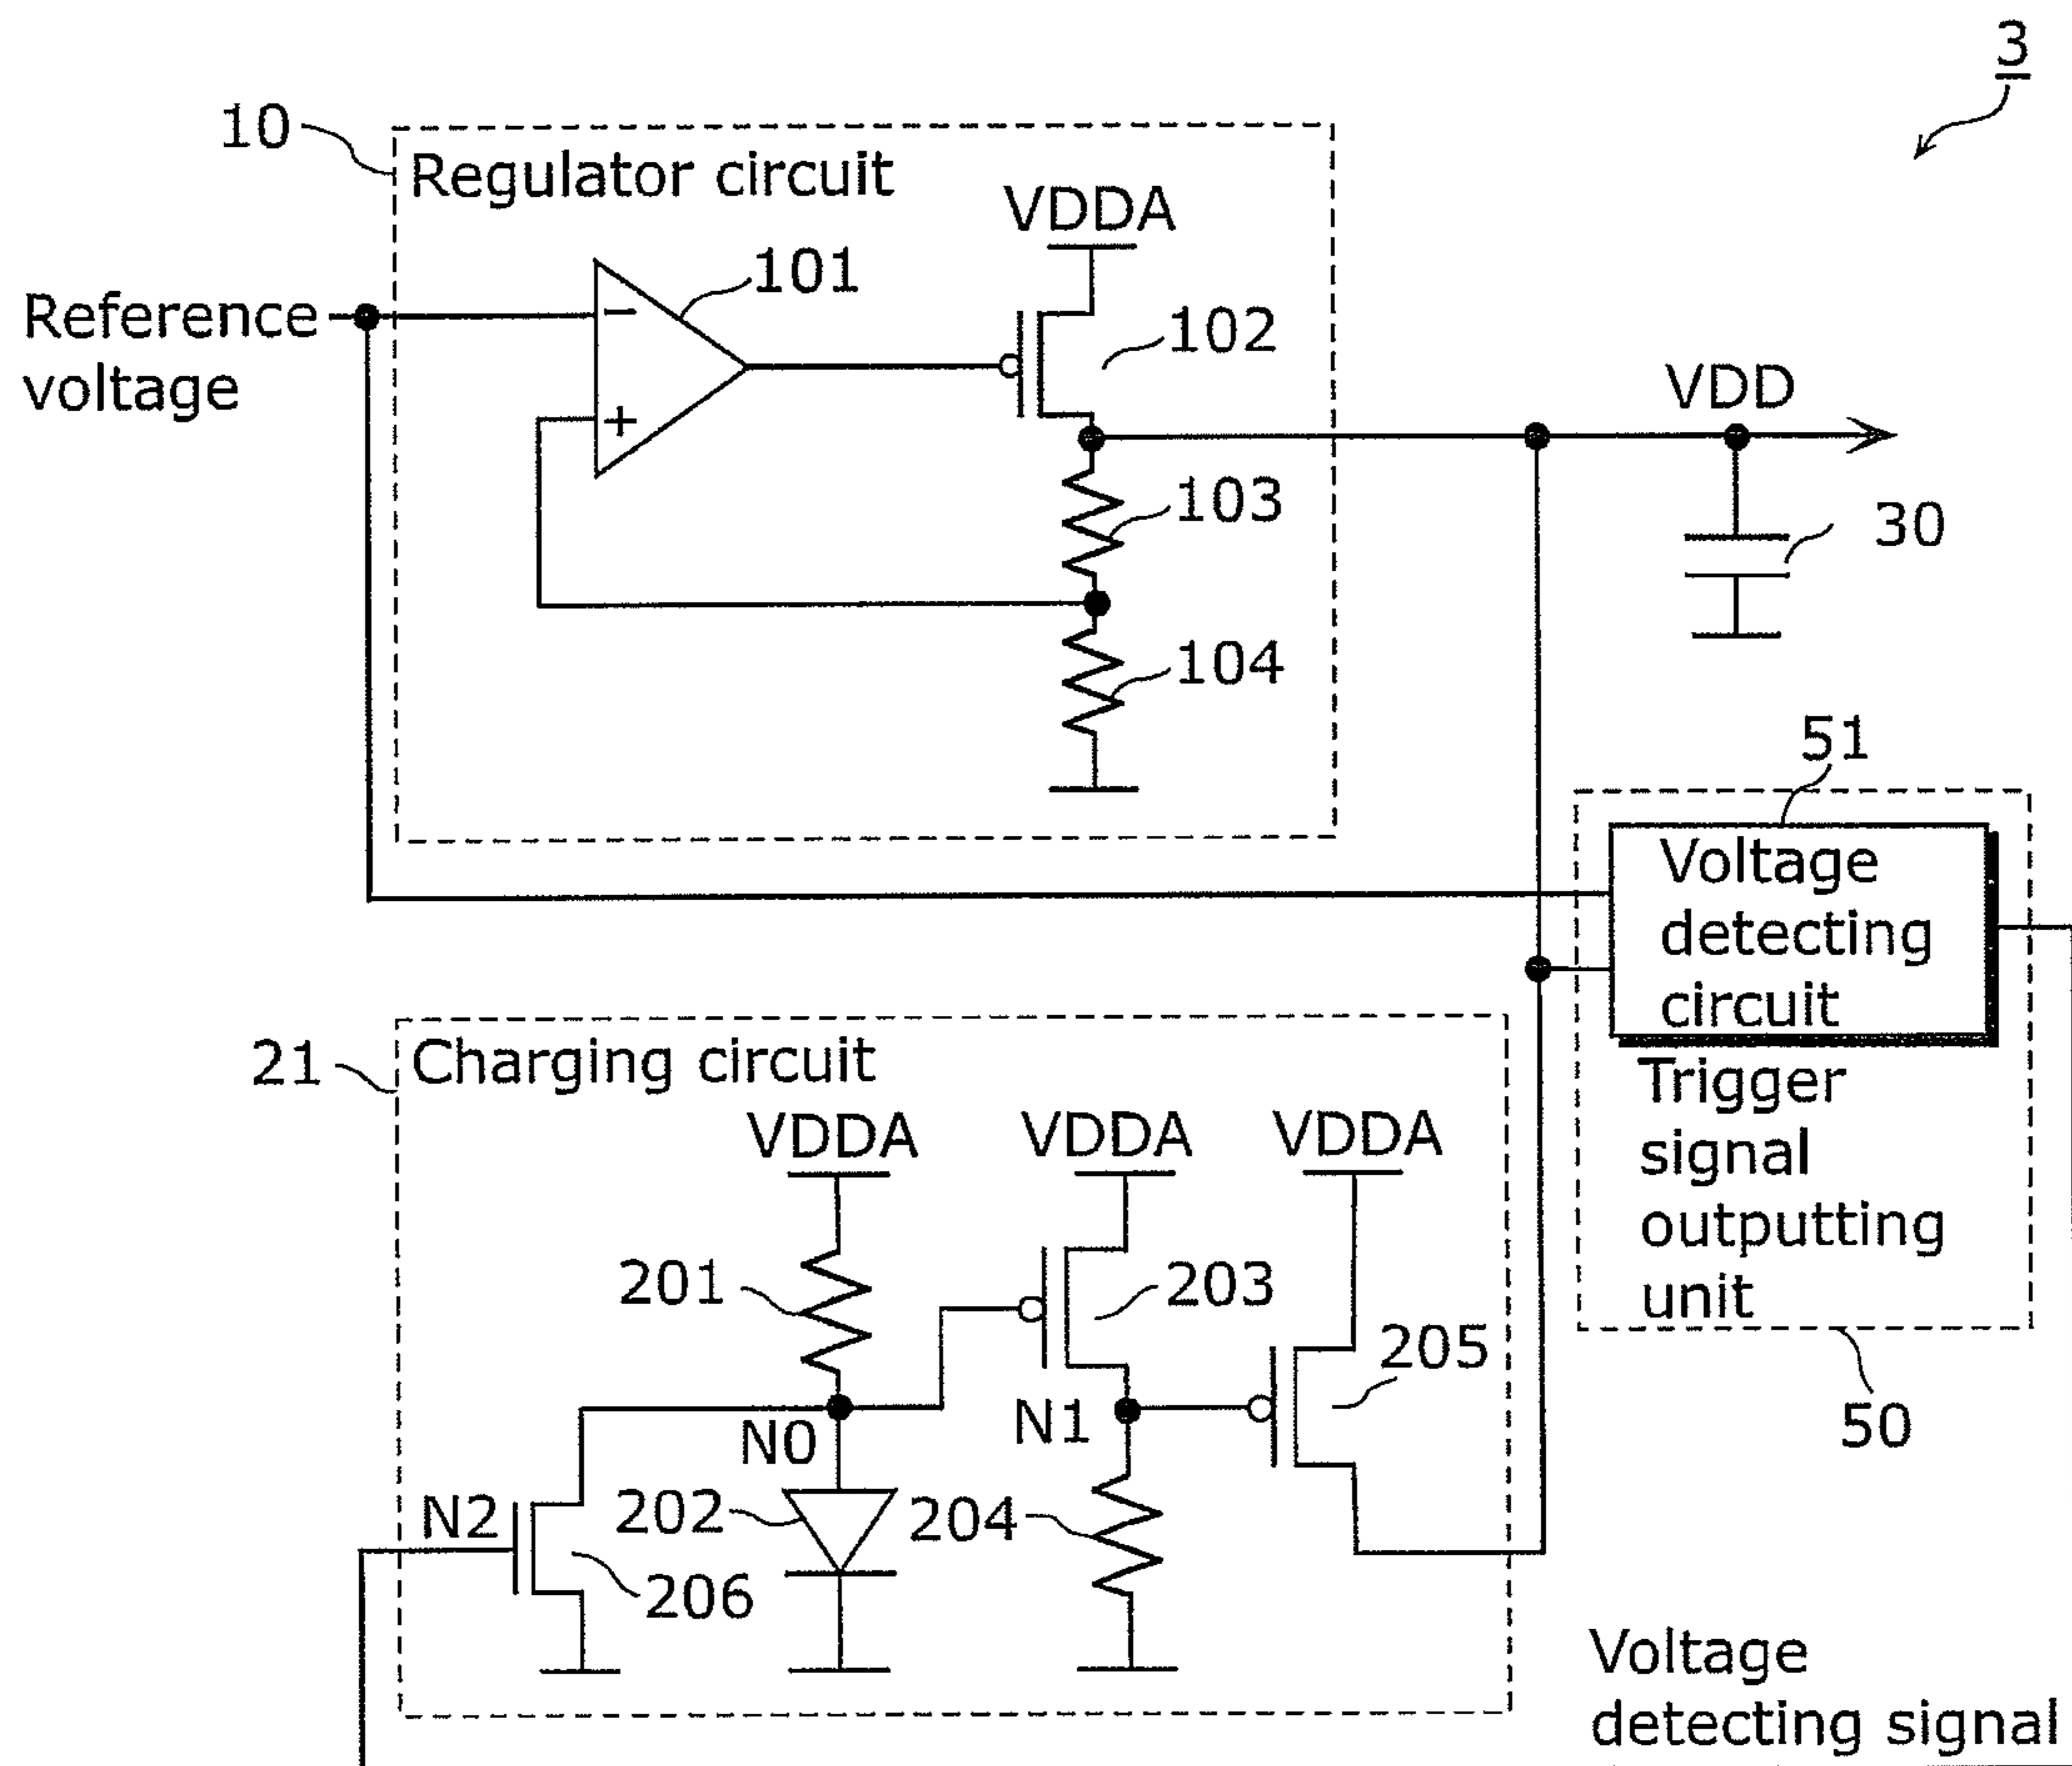 3
10
Regulator circuit
VDDA
101
Reference
voltage
−
+
102
VDD
103
30
104
51
Voltage
detecting
circuit
Trigger
signal
outputting
unit
50
21
Charging circuit
VDDA VDDA VDDA
201
203
205
N0
N1
N2
202
204
206
Voltage
detecting signal